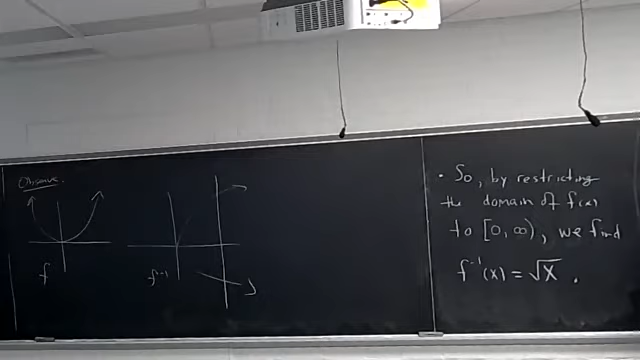 Observe.
f
f⁻¹
• So, by restricting
the domain of f(x)
to [0, ∞), we find
f⁻¹(x) = √x .